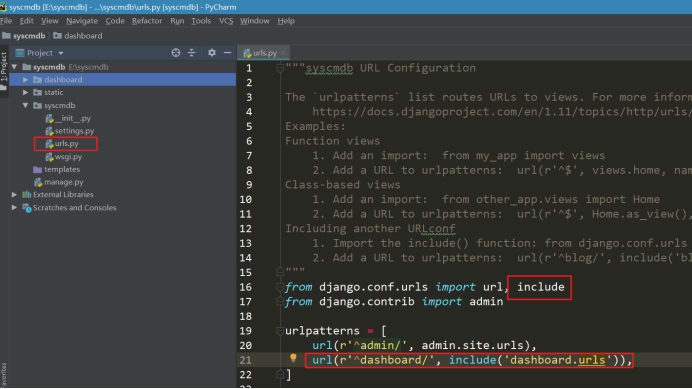 syscmdb [E:\syscmdb] - ...\syscmdb\urls.py [syscmdb] - PyCharm
File Edit View Navigate Code Refactor Run Tools VCS Window Help
syscmdb dashboard
Project
urls.py
1: Project
syscmdb E:\syscmdb
dashboard
static
syscmdb
__init__.py
settings.py
urls.py
wsgi.py
templates
manage.py
External Libraries
Scratches and Consoles
Favorites
1 """syscmdb URL Configuration
2
3 The `urlpatterns` list routes URLs to views. For more infor
4 https://docs.djangoproject.com/en/1.11/topics/http/urls/
5 Examples:
6 Function views
7 1. Add an import: from my_app import views
8 2. Add a URL to urlpatterns: url(r'^$', views.home, nam
9 Class-based views
10 1. Add an import: from other_app.views import Home
11 2. Add a URL to urlpatterns: url(r'^$', Home.as_view(),
12 Including another URLconf
13 1. Import the include() function: from django.conf.urls
14 2. Add a URL to urlpatterns: url(r'^blog/', include('bl
15 """
16 from django.conf.urls import url, include
17 from django.contrib import admin
18
19 urlpatterns = [
20 url(r'^admin/', admin.site.urls),
21 url(r'^dashboard/', include('dashboard.urls')),
22 ]